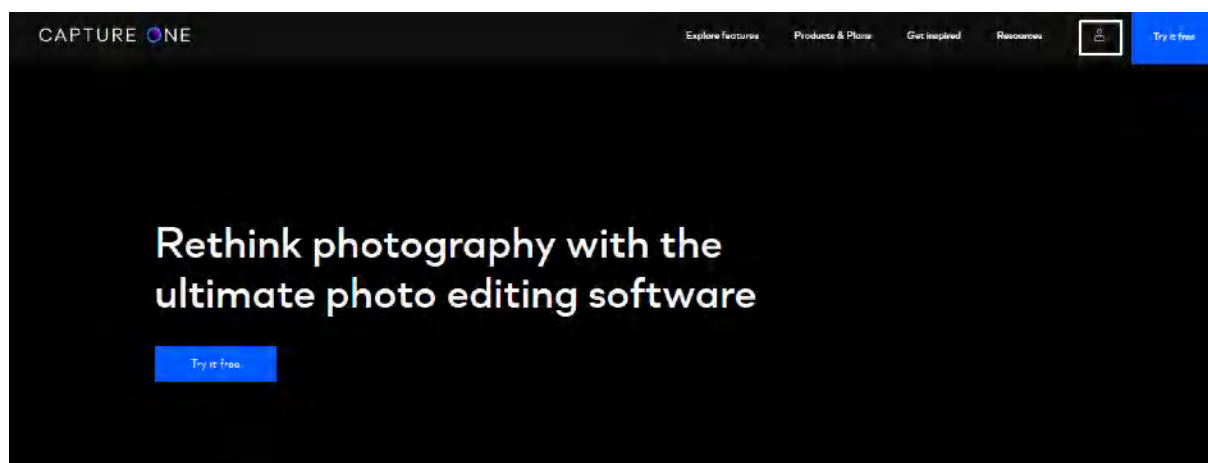 CAPTURE ONE
Explore features Products & Plans Get inspired Resources Try it free
Rethink photography with the
ultimate photo editing software
Try it free